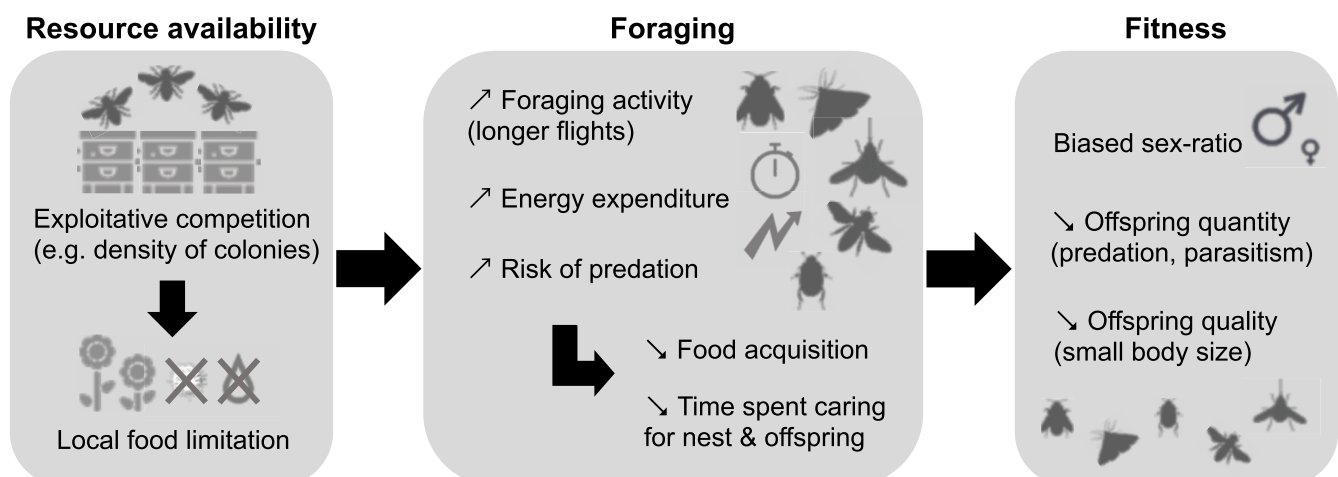 Resource availability
Exploitative competition
(e.g. density of colonies)
Local food limitation
Foraging
↗ Foraging activity
(longer flights)
↗ Energy expenditure
↗ Risk of predation
↘ Food acquisition
↘ Time spent caring
for nest & offspring
Fitness
Biased sex-ratio
↘ Offspring quantity
(predation, parasitism)
↘ Offspring quality
(small body size)